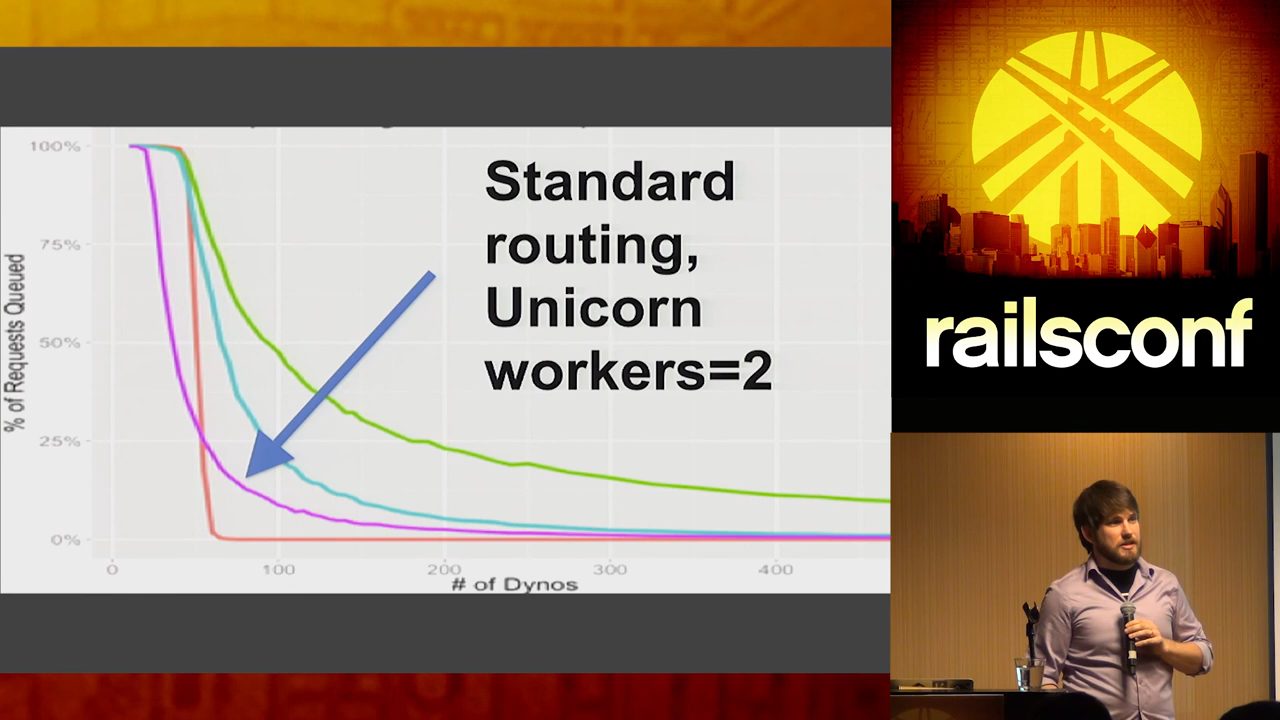 100%
75%
50%
25%
0%
% of Requests Queued
0
100
200
300
400
# of Dynos
Standard
routing,
Unicorn
workers=2
railsconf